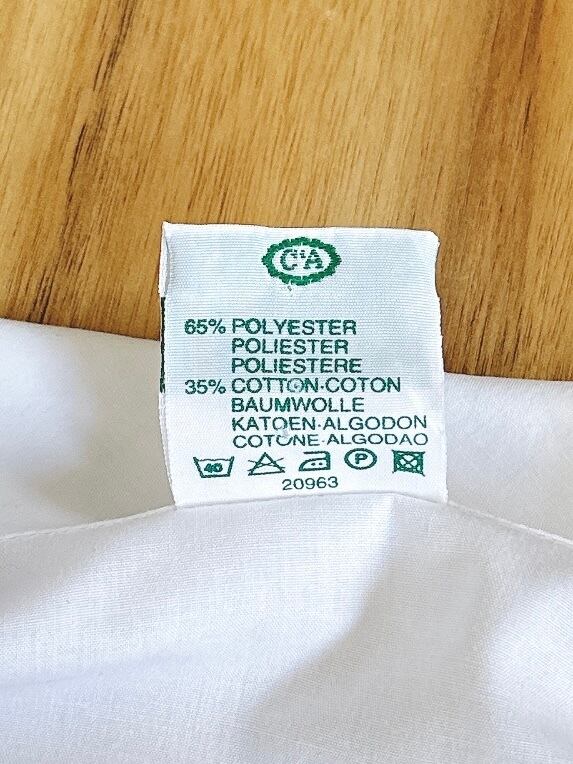 C&A
65% POLYESTER
POLIESTER
POLIESTERE
35% COTTON·COTON
BAUMWOLLE
KATOEN·ALGODON
COTONE·ALGODAO
40 P
20963